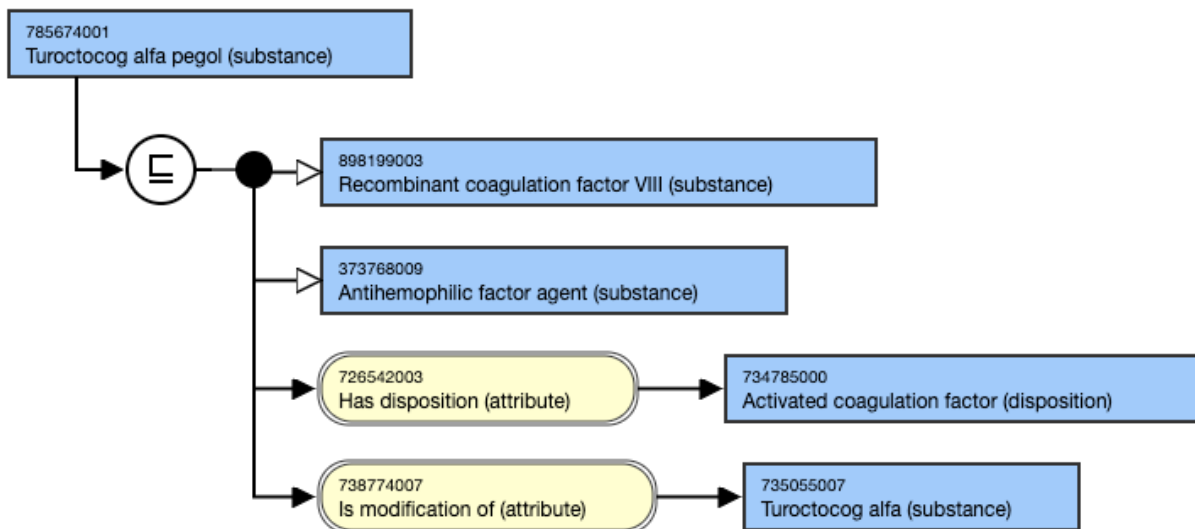 785674001
Turoctocog alfa pegol (substance)
⊑
898199003
Recombinant coagulation factor VIII (substance)
373768009
Antihemophilic factor agent (substance)
726542003
Has disposition (attribute)
734785000
Activated coagulation factor (disposition)
738774007
Is modification of (attribute)
735055007
Turoctocog alfa (substance)